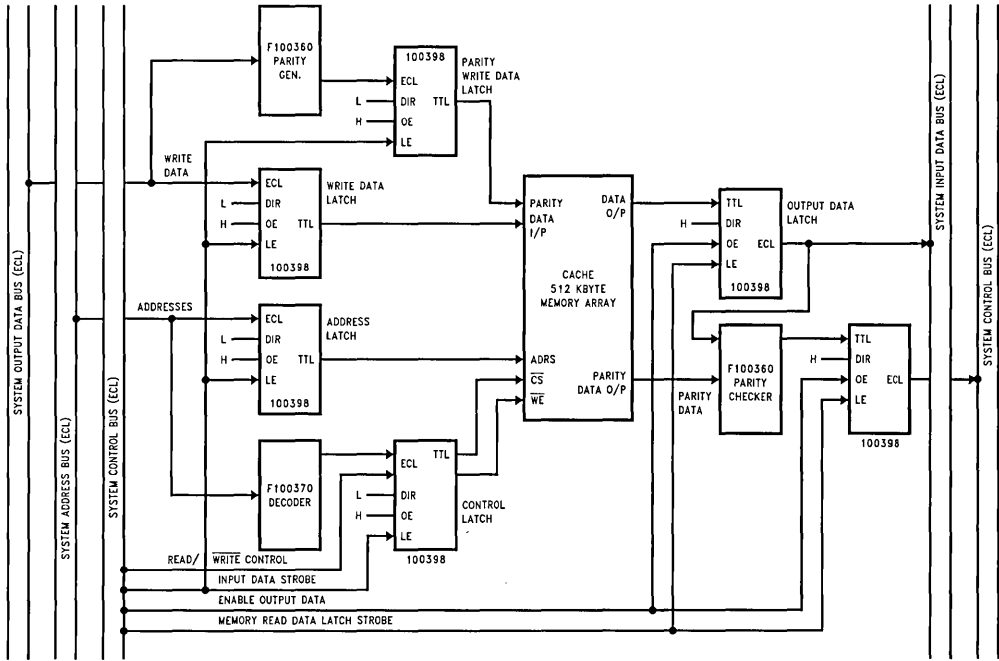 SYSTEM OUTPUT DATA BUS (ECL)
SYSTEM ADDRESS BUS (ECL)
SYSTEM CONTROL BUS (ECL)
F100360
PARITY
GEN.
100398
ECL
DIR
OE
LE
TTL
L
H
PARITY
WRITE DATA
LATCH
WRITE
DATA
ECL
DIR
OE
LE
TTL
L
H
100398
WRITE DATA
LATCH
ADDRESSES
ECL
DIR
OE
LE
TTL
L
H
100398
ADDRESS
LATCH
F100370
DECODER
TTL
ECL
DIR
OE
LE
L
H
100398
CONTROL
LATCH
READ/ WRITE CONTROL
INPUT DATA STROBE
ENABLE OUTPUT DATA
MEMORY READ DATA LATCH STROBE
PARITY
DATA
I/P
DATA
O/P
CACHE
512 KBYTE
MEMORY ARRAY
ADRS
CS
WE
PARITY
DATA O/P
TTL
DIR
OE
LE
ECL
H
100398
OUTPUT DATA
LATCH
F100360
PARITY
CHECKER
PARITY
DATA
TTL
DIR
OE
LE
ECL
H
100398
SYSTEM INPUT DATA BUS (ECL)
SYSTEM CONTROL BUS (ECL)